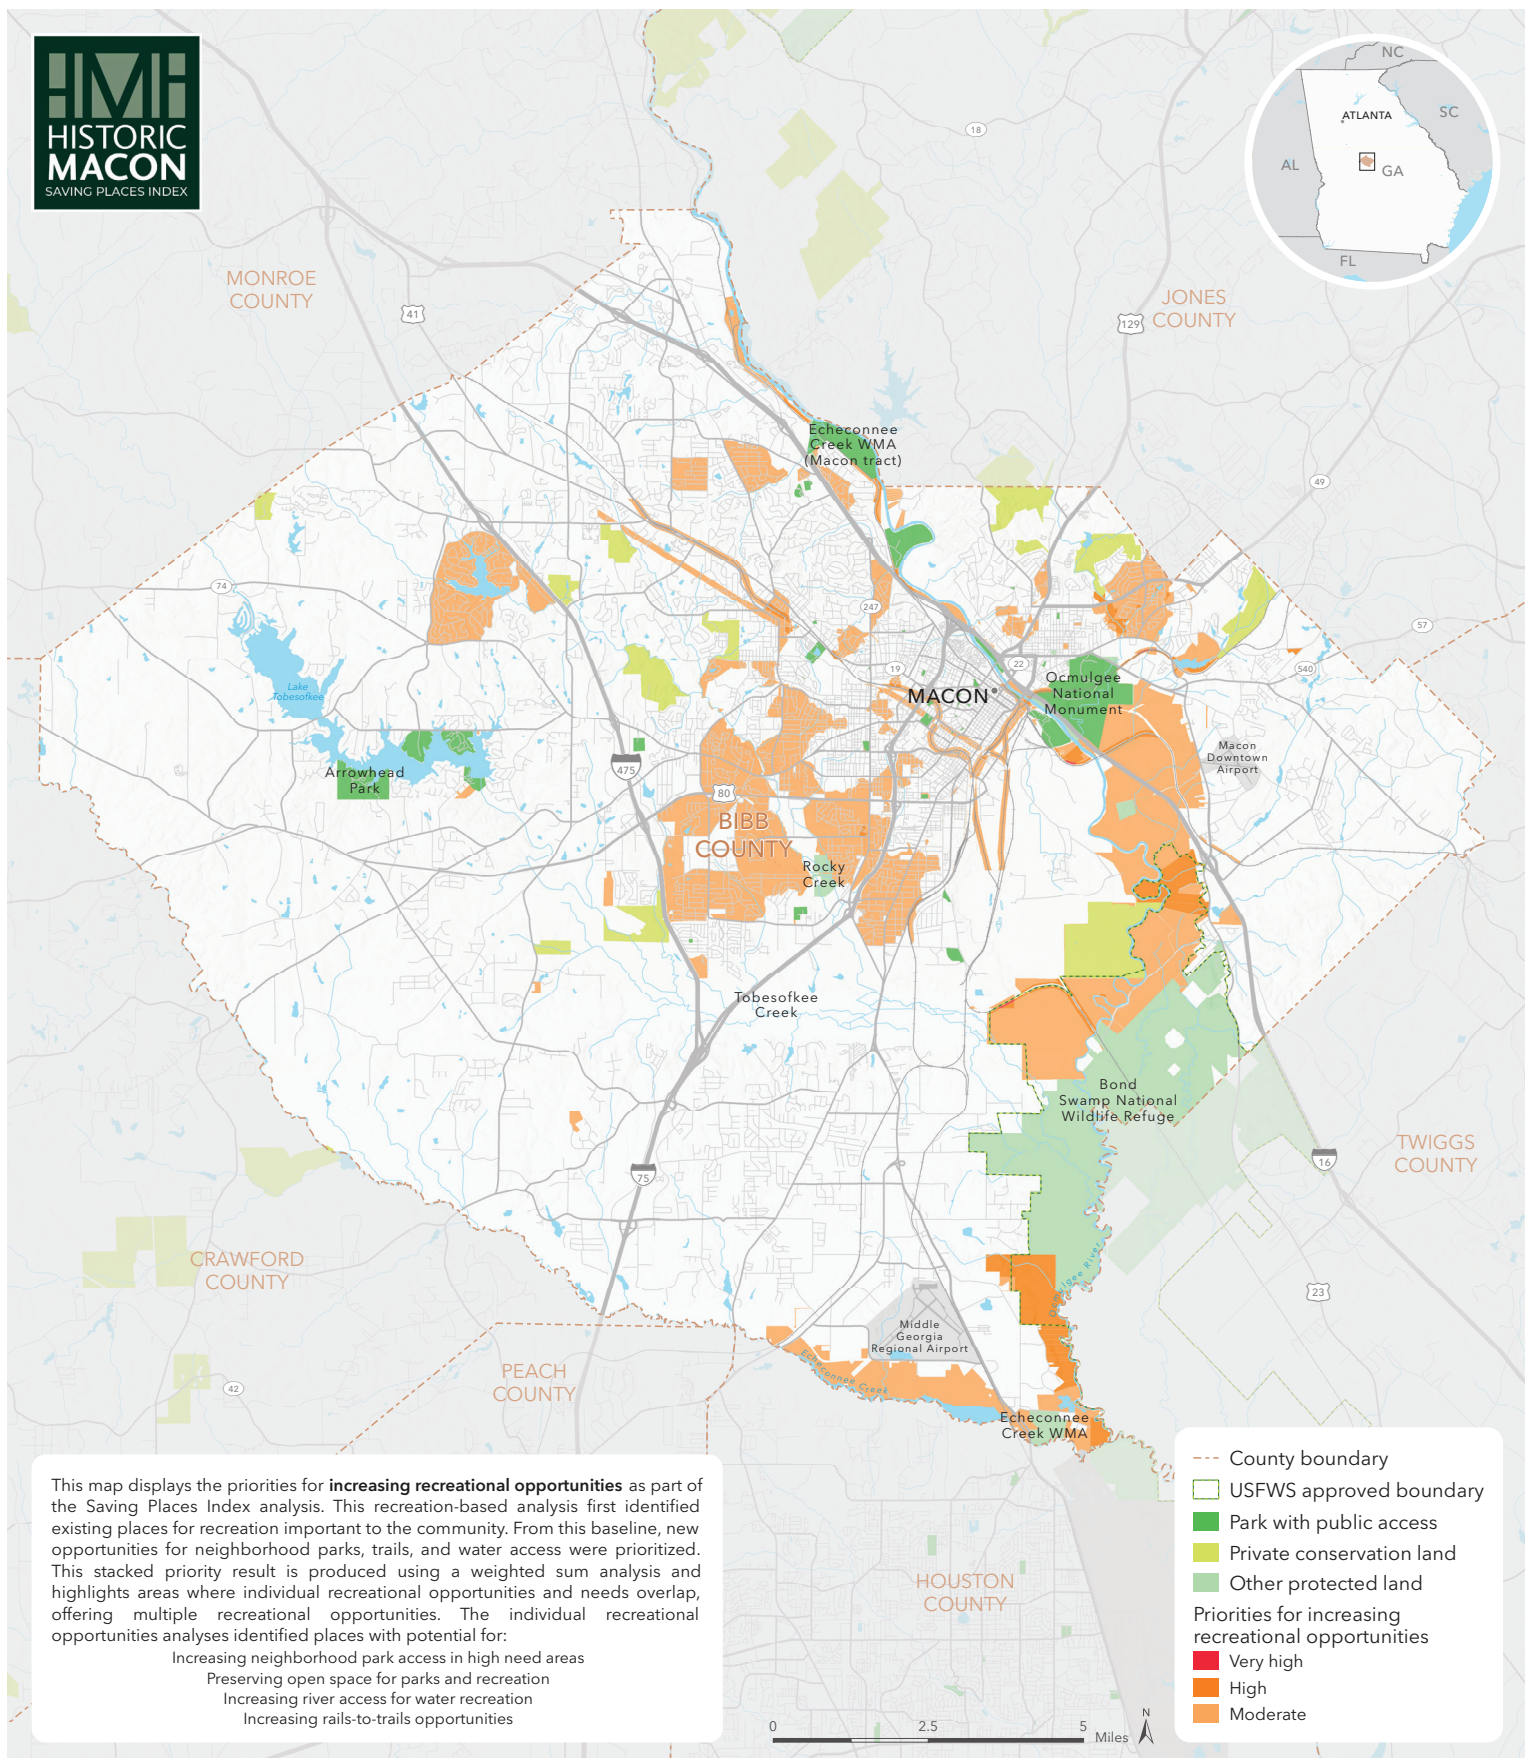 HISTORIC
MACON
SAVING PLACES INDEX
NC
ATLANTA
SC
AL
GA
FL
18
MONROE
COUNTY
41
JONES
COUNTY
129
Echeconnee
Creek WMA
(Macon tract)
49
74
247
57
Lake
Tobesofkee
19
22
540
MACON
Ocmulgee
National
Monument
Macon
Downtown
Airport
Arrowhead
Park
475
80
BIBB
COUNTY
Rocky
Creek
Tobesofkee
Creek
Bond
Swamp National
Wildlife Refuge
TWIGGS
COUNTY
16
75
CRAWFORD
COUNTY
23
Middle
Georgia
Regional Airport
Echeconnee Creek
PEACH
COUNTY
42
Echeconnee
Creek WMA
HOUSTON
COUNTY
This map displays the priorities for increasing recreational opportunities as part of
the Saving Places Index analysis. This recreation-based analysis first identified
existing places for recreation important to the community. From this baseline, new
opportunities for neighborhood parks, trails, and water access were prioritized.
This stacked priority result is produced using a weighted sum analysis and
highlights areas where individual recreational opportunities and needs overlap,
offering multiple recreational opportunities. The individual recreational
opportunities analyses identified places with potential for:
Increasing neighborhood park access in high need areas
Preserving open space for parks and recreation
Increasing river access for water recreation
Increasing rails-to-trails opportunities
0 2.5 5 Miles
N
County boundary
USFWS approved boundary
Park with public access
Private conservation land
Other protected land
Priorities for increasing
recreational opportunities
Very high
High
Moderate